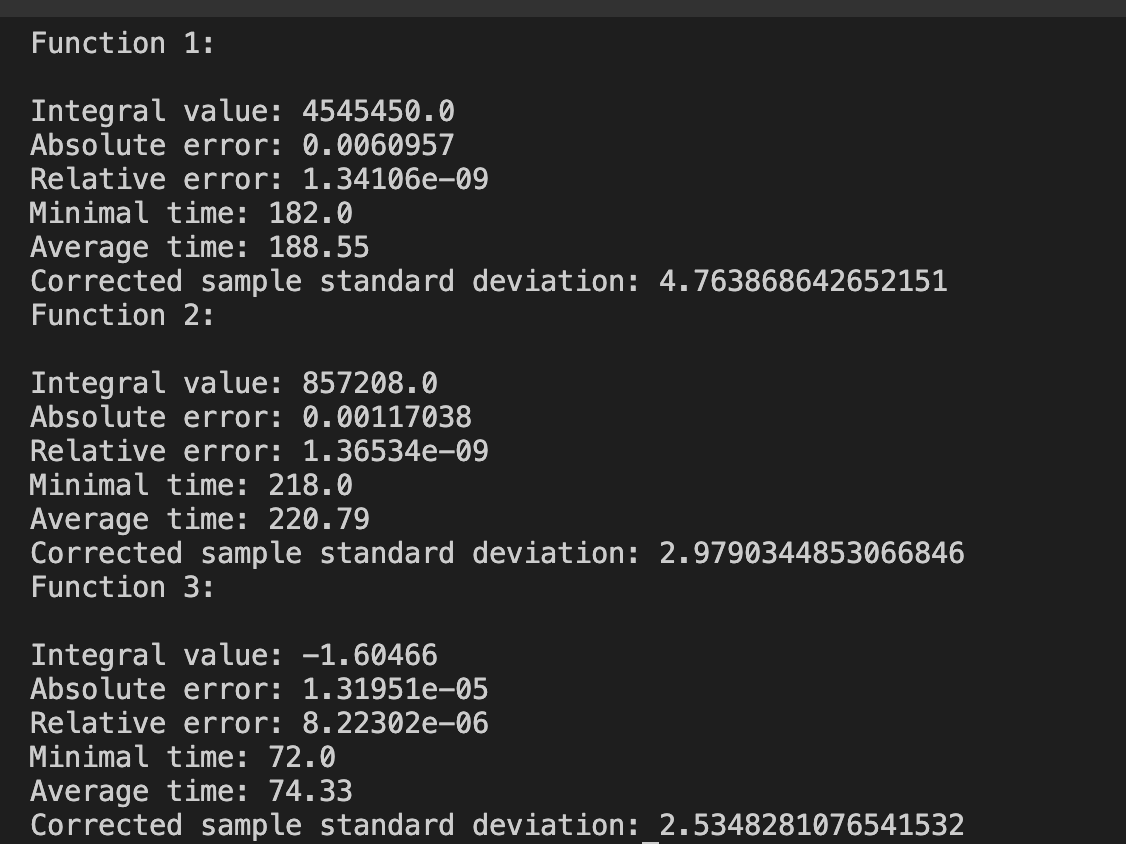 Function 1:
Integral value: 4545450.0
Absolute error: 0.0060957
Relative error: 1.34106e-09
Minimal time: 182.0
Average time: 188.55
Corrected sample standard deviation: 4.763868642652151
Function 2:
Integral value: 857208.0
Absolute error: 0.00117038
Relative error: 1.36534e-09
Minimal time: 218.0
Average time: 220.79
Corrected sample standard deviation: 2.9790344853066846
Function 3:
Integral value: -1.60466
Absolute error: 1.31951e-05
Relative error: 8.22302e-06
Minimal time: 72.0
Average time: 74.33
Corrected sample standard deviation: 2.5348281076541532